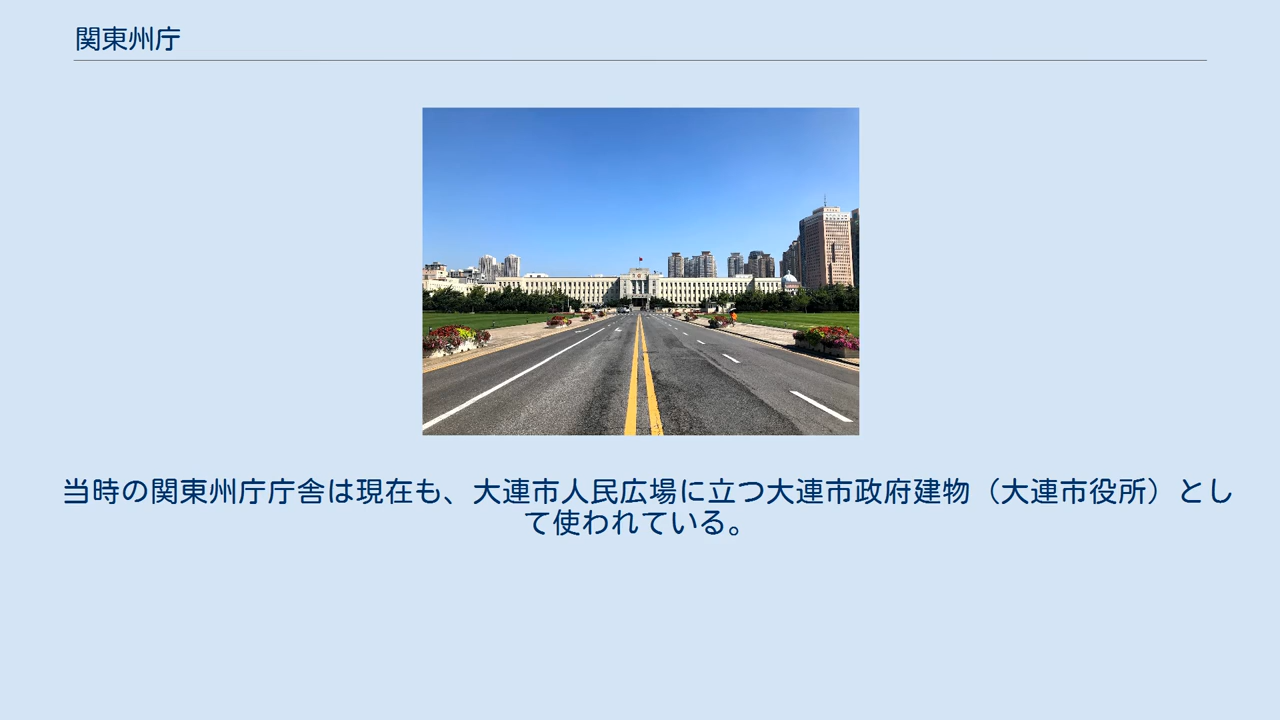 関東州庁
当時の関東州庁庁舎は現在も、大連市人民広場に立つ大連市政府建物（大連市役所）とし
て使われている。